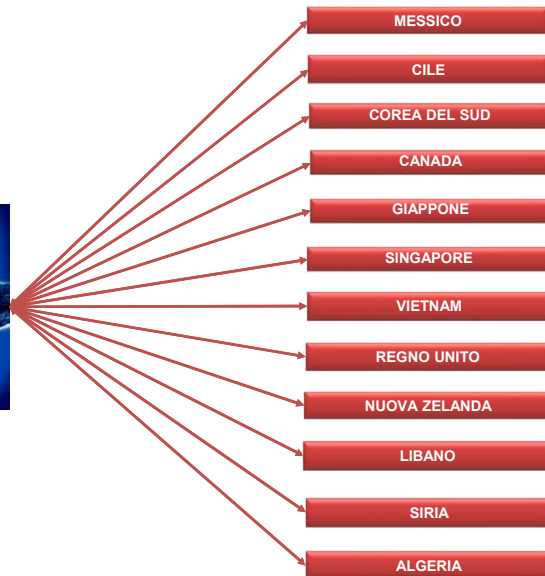 MESSICO
CILE
COREA DEL SUD
CANADA
GIAPPONE
SINGAPORE
VIETNAM
REGNO UNITO
NUOVA ZELANDA
LIBANO
SIRIA
ALGERIA